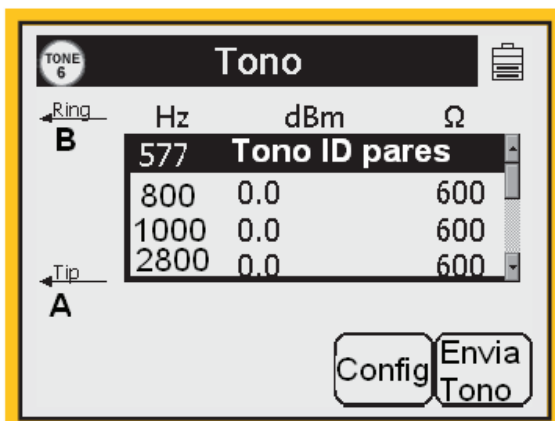 TONE
6
Tono
Ring
B
Hz dBm Ω
577 Tono ID pares
800 0.0 600
1000 0.0 600
2800 0.0 600
Tip
A
Config
Envia
Tono